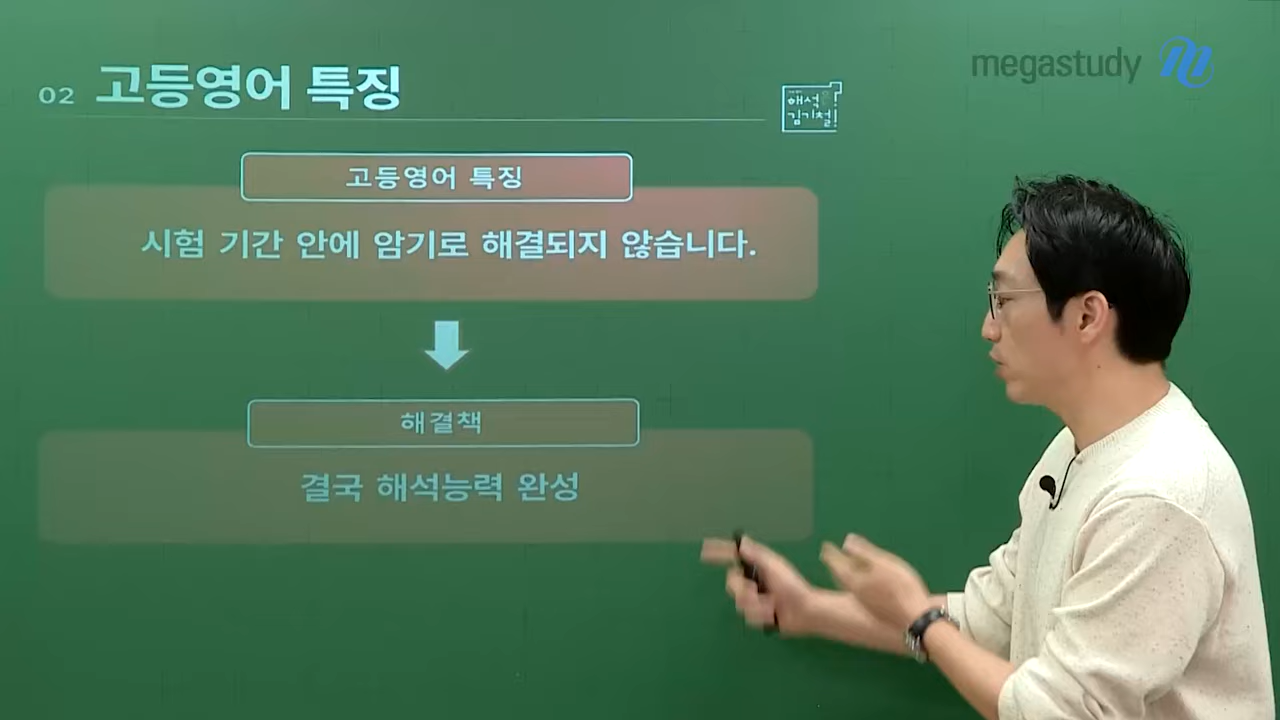 megastudy
02 고등영어 특징
해석
김기철!
고등영어 특징
시험 기간 안에 암기로 해결되지 않습니다.
해결책
결국 해석능력 완성